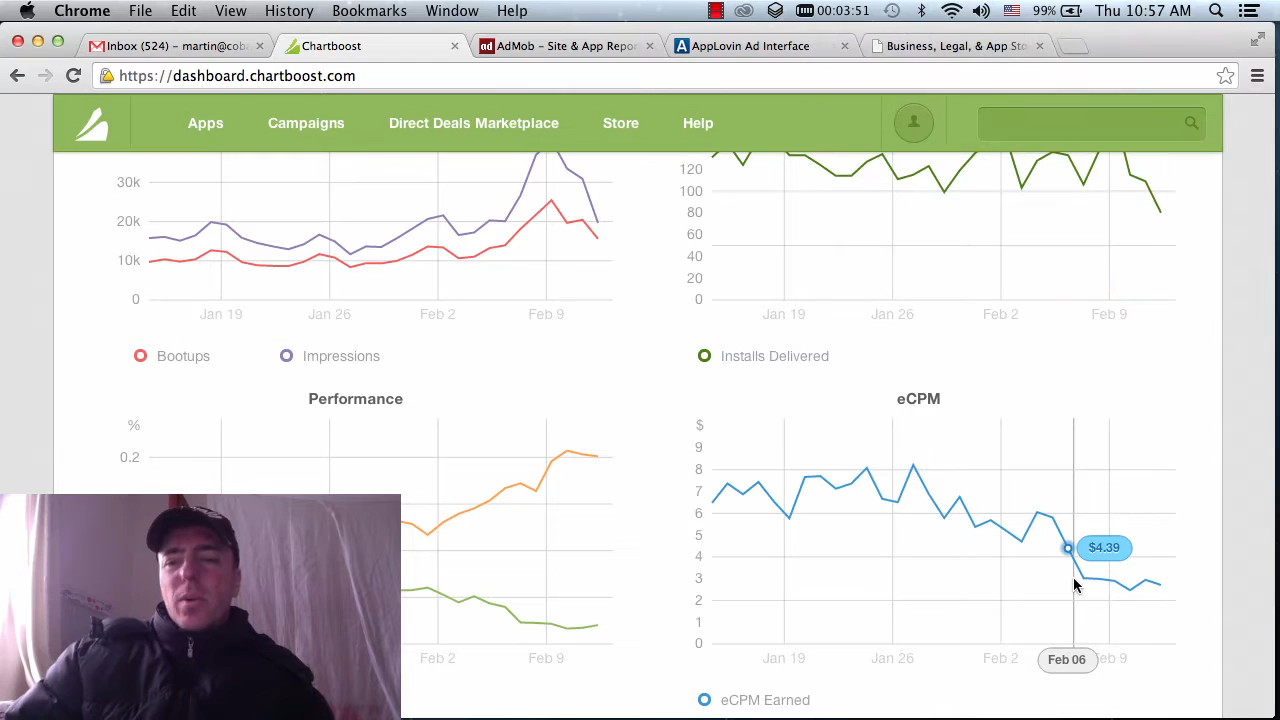 Chrome File Edit View History Bookmarks Window Help 00:03:51 99% Thu 10:57 AM
Inbox (524) – martin@coba Chartboost AdMob – Site & App Repor AppLovin Ad Interface Business, Legal, & App Sto
https://dashboard.chartboost.com
Apps Campaigns Direct Deals Marketplace Store Help
30k
20k
10k
0
Jan 19 Jan 26 Feb 2 Feb 9
Bootups Impressions
120
100
80
60
40
20
0
Jan 19 Jan 26 Feb 2 Feb 9
Installs Delivered
Performance
%
0.2
Feb 2 Feb 9
eCPM
$
9
8
7
6
5
4
3
2
1
0
$4.39
Jan 19 Jan 26 Feb 2 Feb 06 eb 9
eCPM Earned